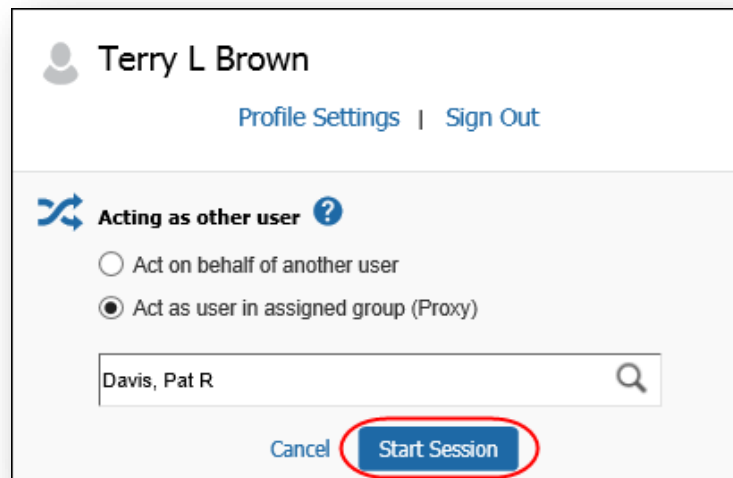 Terry L Brown
Profile Settings | Sign Out
Acting as other user ?
Act on behalf of another user
Act as user in assigned group (Proxy)
Davis, Pat R
Cancel Start Session